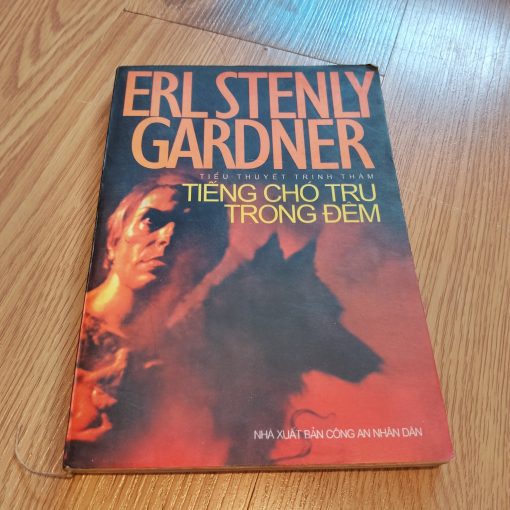 ERL STENLY
GARDNER
TIỂU THUYẾT TRINH THÁM
TIẾNG CHÓ TRU
TRONG ĐÊM
NHÀ XUẤT BẢN CÔNG AN NHÂN DÂN